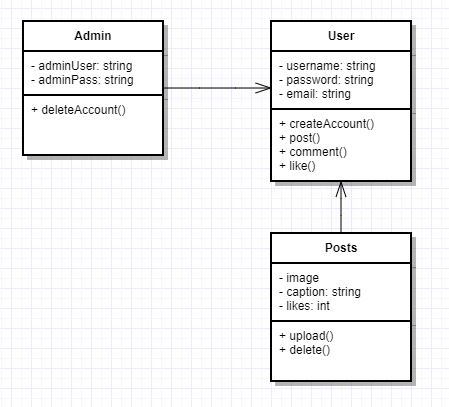 Admin
- adminUser: string
- adminPass: string
+ deleteAccount()
User
- username: string
- password: string
- email: string
+ createAccount()
+ post()
+ comment()
+ like()
Posts
- image
- caption: string
- likes: int
+ upload()
+ delete()